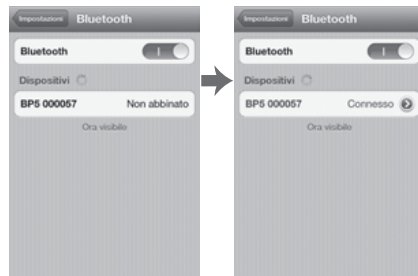 Impostazioni Bluetooth
Bluetooth
Dispositivi
BP5 000057 Non abbinato
Ora visibile
Impostazioni Bluetooth
Bluetooth
Dispositivi
BP5 000057 Connesso
Ora visibile